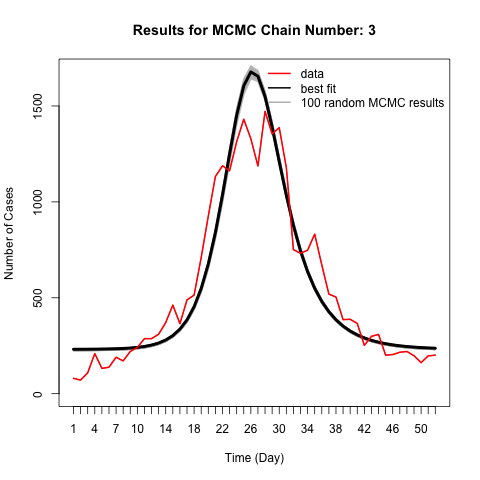 Results for MCMC Chain Number: 3
data
best fit
100 random MCMC results
Number of Cases
0
500
1000
1500
1 4 7 10 14 18 22 26 30 34 38 42 46 50
Time (Day)